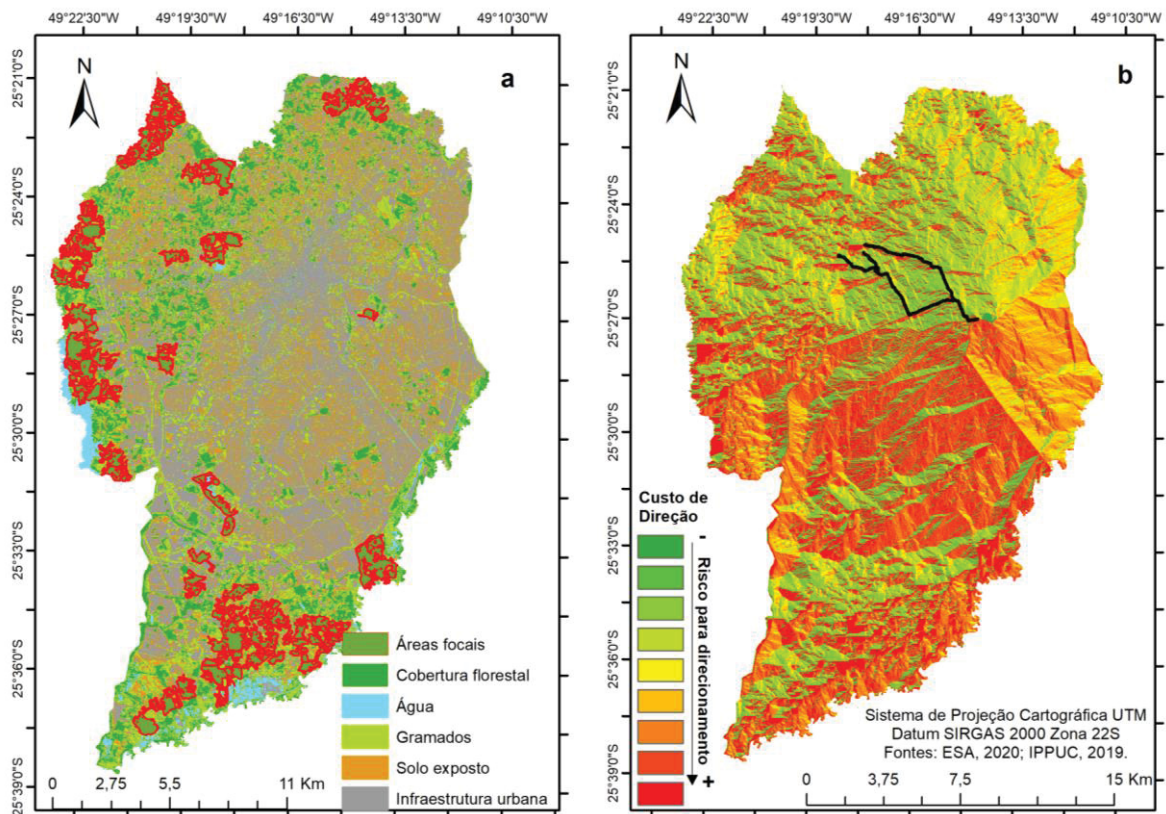 49°22'30"W 49°19'30"W 49°16'30"W 49°13'30"W 49°10'30"W
N
a
25°21'0"S
25°24'0"S
25°27'0"S
25°30'0"S
25°33'0"S
25°36'0"S
25°39'0"S
Áreas focais
Cobertura florestal
Água
Gramados
Solo exposto
Infraestrutura urbana
0 2,75 5,5 11 Km
49°22'30"W 49°19'30"W 49°16'30"W 49°13'30"W 49°10'30"W
N
b
25°21'0"S
25°24'0"S
25°27'0"S
25°30'0"S
25°33'0"S
25°36'0"S
25°39'0"S
Custo de
Direção
-
Risco para direcionamento
+
Sistema de Projeção Cartográfica UTM
Datum SIRGAS 2000 Zona 22S
Fontes: ESA, 2020; IPPUC, 2019.
0 3,75 7,5 15 Km